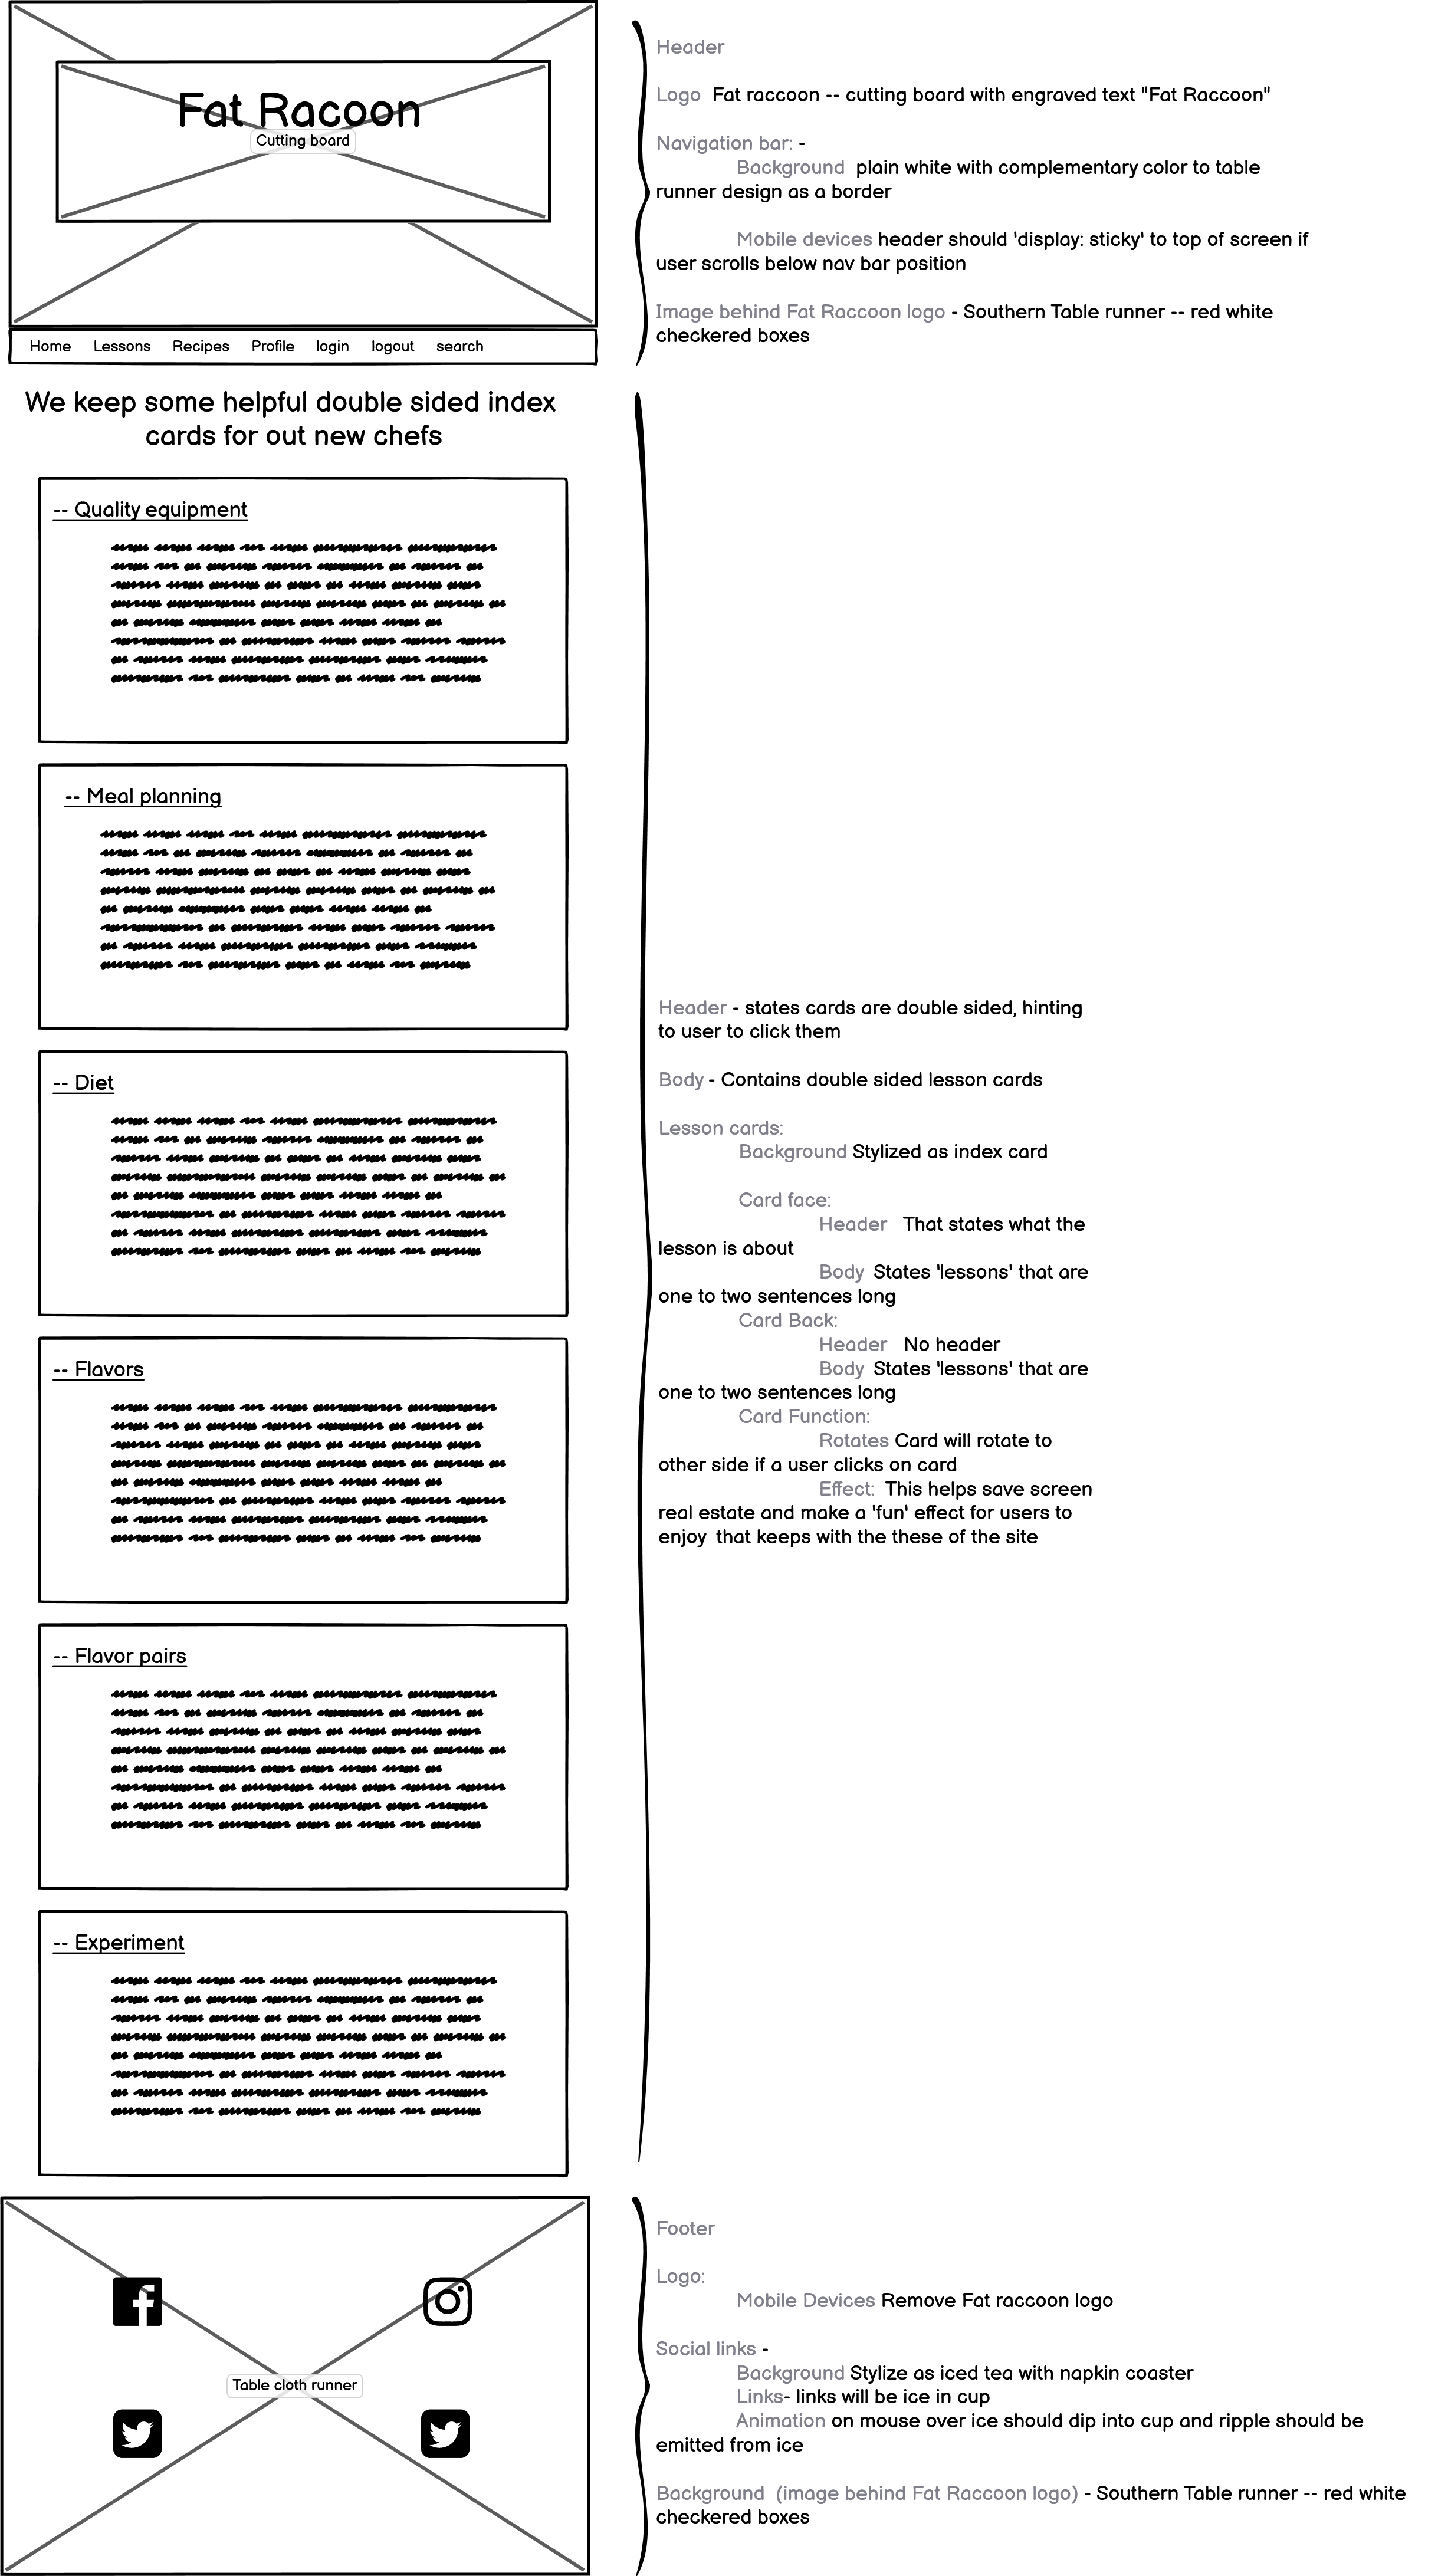 Fat Racoon
Cutting board
Home Lessons Recipes Profile login logout search
Header
Logo Fat raccoon -- cutting board with engraved text "Fat Raccoon"
Navigation bar: -
Background plain white with complementary color to table
runner design as a border
Mobile devices header should 'display: sticky' to top of screen if
user scrolls below nav bar position
Image behind Fat Raccoon logo - Southern Table runner -- red white
checkered boxes
We keep some helpful double sided index
cards for out new chefs
-- Quality equipment
-- Meal planning
-- Diet
-- Flavors
-- Flavor pairs
-- Experiment
Header - states cards are double sided, hinting
to user to click them
Body - Contains double sided lesson cards
Lesson cards:
Background Stylized as index card
Card face:
Header That states what the
lesson is about
Body States 'lessons' that are
one to two sentences long
Card Back:
Header No header
Body States 'lessons' that are
one to two sentences long
Card Function:
Rotates Card will rotate to
other side if a user clicks on card
Effect: This helps save screen
real estate and make a 'fun' effect for users to
enjoy that keeps with the these of the site
Table cloth runner
Footer
Logo:
Mobile Devices Remove Fat raccoon logo
Social links -
Background Stylize as iced tea with napkin coaster
Links- links will be ice in cup
Animation on mouse over ice should dip into cup and ripple should be
emitted from ice
Background (image behind Fat Raccoon logo) - Southern Table runner -- red white
checkered boxes